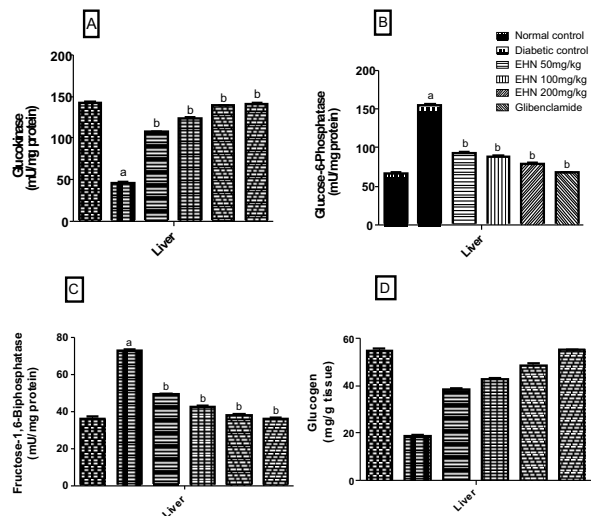 A
Glucokinase
(mU/mg protein)
200
150
100
50
0
a
b
b
b
b
Liver
B
Normal control
Diabetic control
EHN 50mg/kg
EHN 100mg/kg
EHN 200mg/kg
Glibenclamide
Glucose-6-Phosphatase
(mU/mg protein)
200
150
100
50
0
a
b
b
b
b
Liver
C
Fructose-1,6-Biphosphatase
(mU/mg protein)
80
60
40
20
0
a
b
b
b
b
Liver
D
Glucogen
(mg/g tissue)
60
40
20
0
Liver